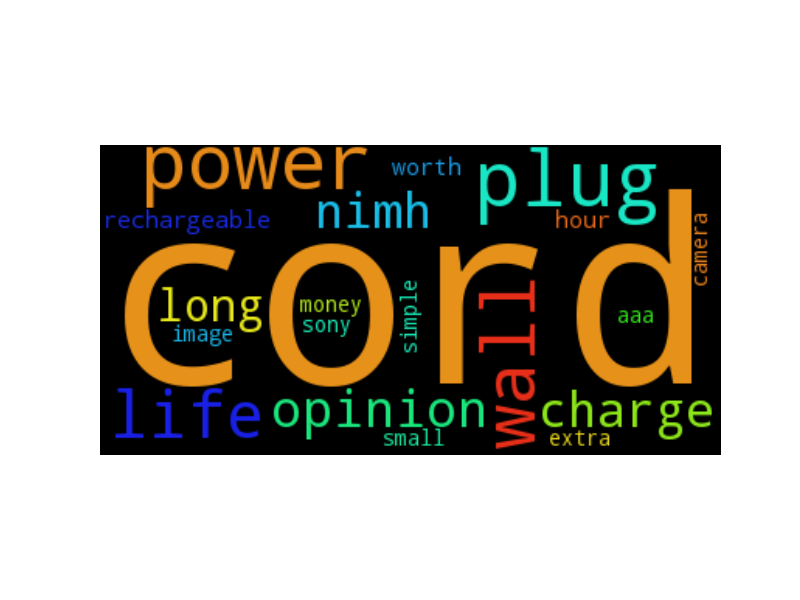 power
worth
plug
rechargeable
nimh
hour
camera
cord
long
money
simple
wall
aaa
image
sony
life
opinion
charge
small
extra